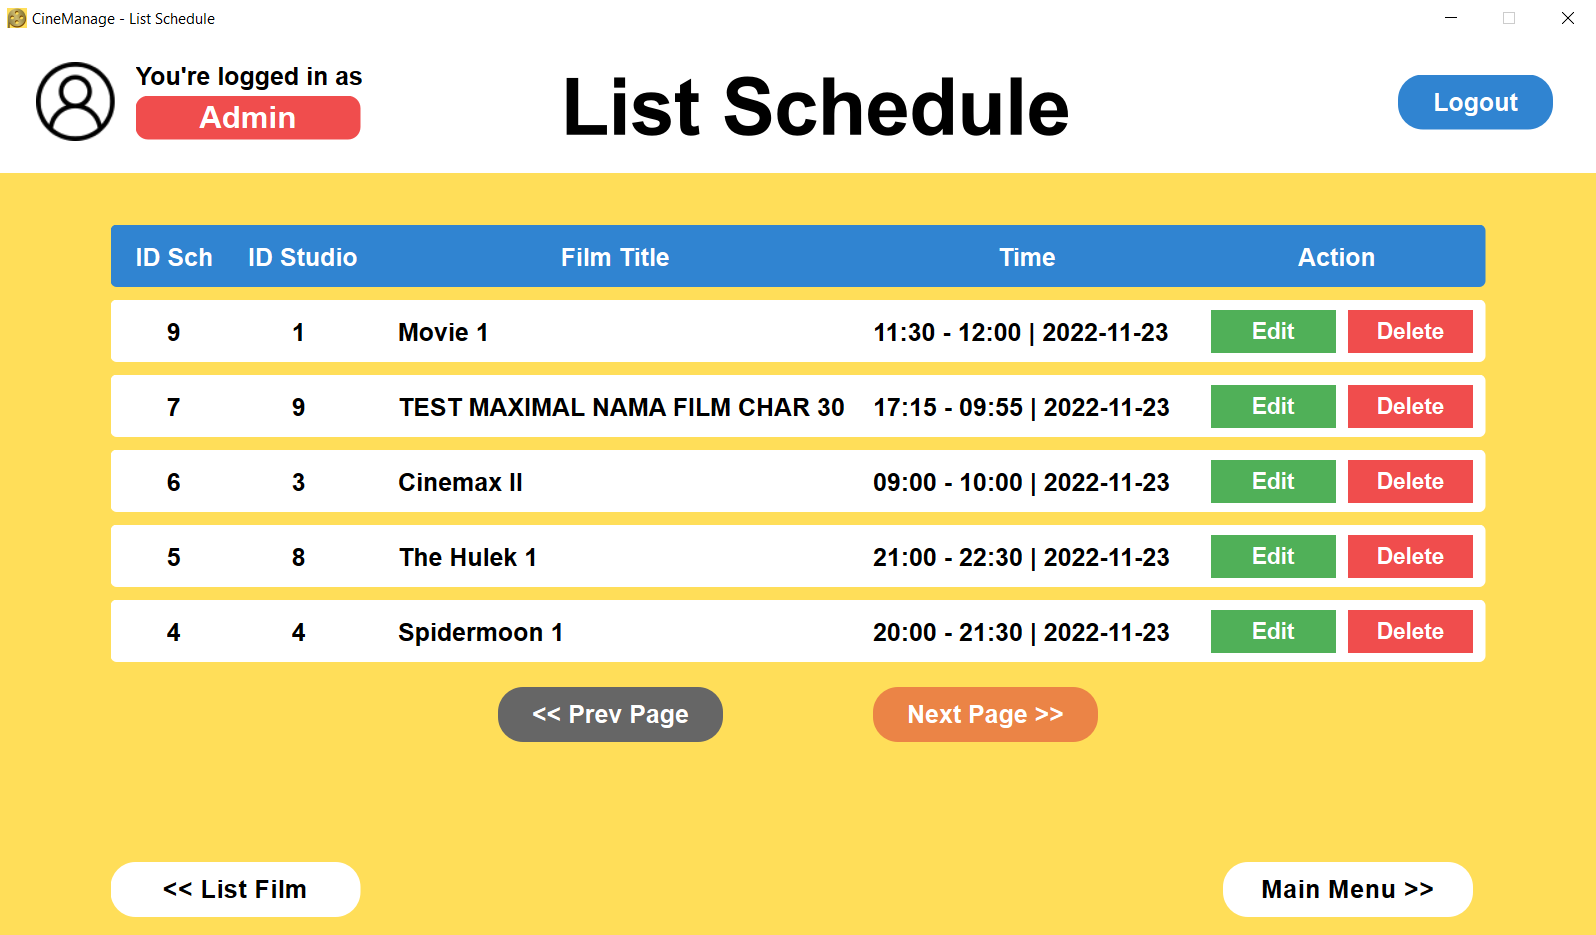 CineManage - List Schedule
You're logged in as
Admin
List Schedule
Logout
ID Sch ID Studio Film Title Time Action
9 1 Movie 1 11:30 - 12:00 | 2022-11-23 Edit Delete
7 9 TEST MAXIMAL NAMA FILM CHAR 30 17:15 - 09:55 | 2022-11-23 Edit Delete
6 3 Cinemax II 09:00 - 10:00 | 2022-11-23 Edit Delete
5 8 The Hulek 1 21:00 - 22:30 | 2022-11-23 Edit Delete
4 4 Spidermoon 1 20:00 - 21:30 | 2022-11-23 Edit Delete
<< Prev Page Next Page >>
<< List Film Main Menu >>